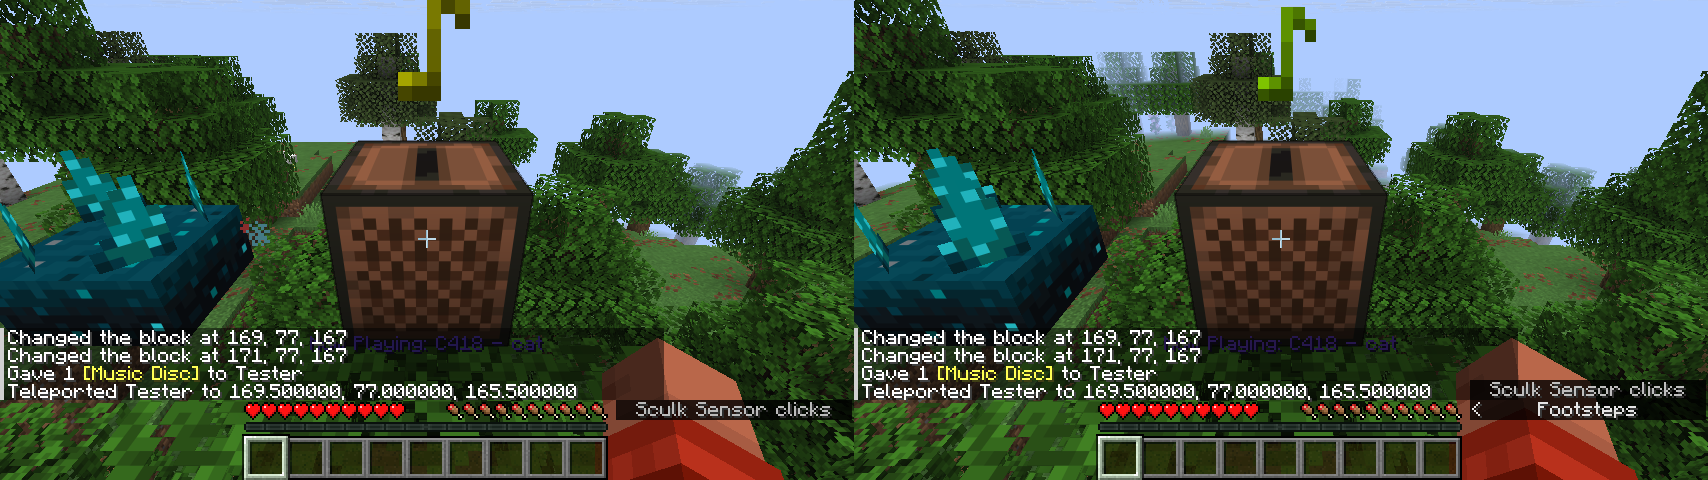 Changed the block at 169, 77, 167
Playing: C418 - cat
Changed the block at 171, 77, 167
Gave 1 [Music Disc] to Tester
Teleported Tester to 169.500000, 77.000000, 165.500000
Sculk Sensor clicks
Changed the block at 169, 77, 167
Playing: C418 - cat
Changed the block at 171, 77, 167
Gave 1 [Music Disc] to Tester
Teleported Tester to 169.500000, 77.000000, 165.500000
Sculk Sensor clicks
< Footsteps